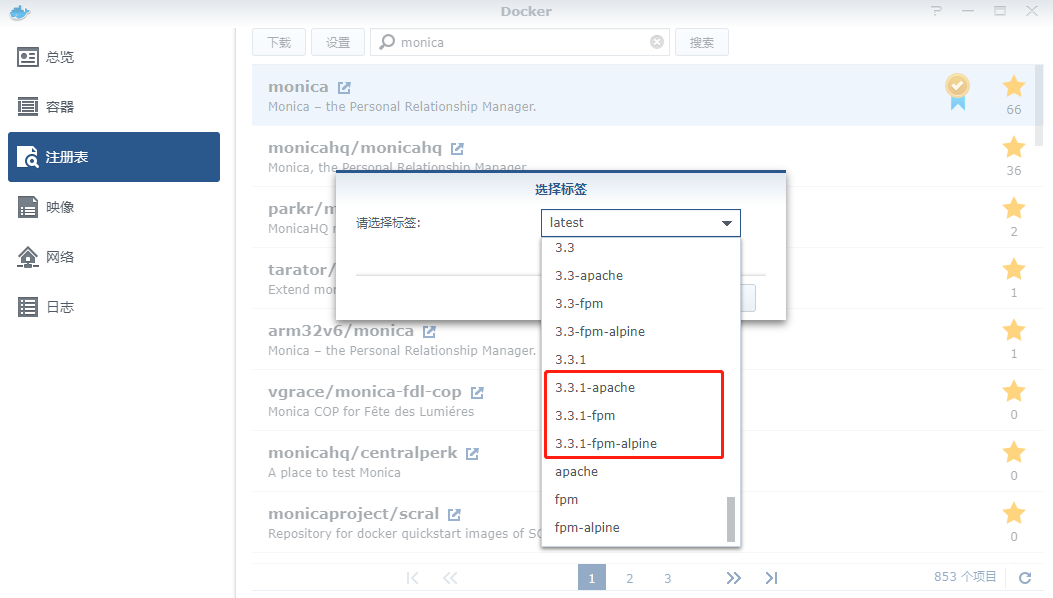 Docker
总览
容器
注册表
映像
网络
日志
下载
设置
monica
搜索
monica
Monica – the Personal Relationship Manager.
66
monicahq/monicahq
Monica, the Personal Relationship Manager
36
parkr/m
MonicaHQ
2
tarator/
Extend mor
1
arm32v6/monica
Monica – the Personal Relationship Manager.
1
vgrace/monica-fdl-cop
Monica COP for Fête des Lumiéres
0
monicahq/centralperk
A place to test Monica
0
monicaproject/scral
Repository for docker quickstart images of SC
0
选择标签
请选择标签:
latest
3.3
3.3-apache
3.3-fpm
3.3-fpm-alpine
3.3.1
3.3.1-apache
3.3.1-fpm
3.3.1-fpm-alpine
apache
fpm
fpm-alpine
1
2
3
853 个项目